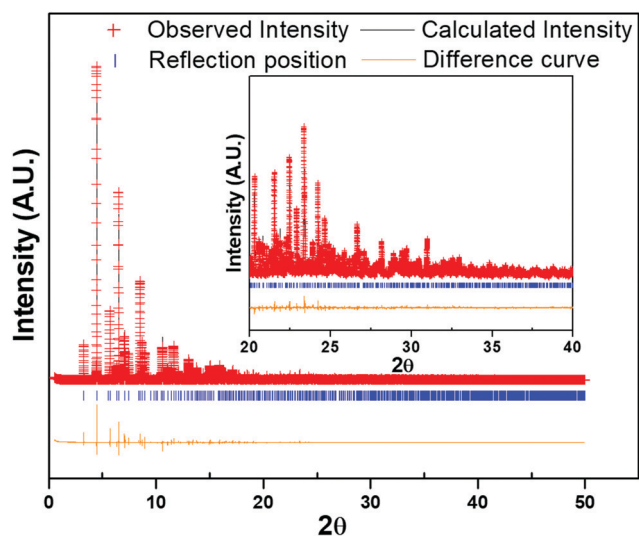 Observed Intensity
Calculated Intensity
Reflection position
Difference curve
Intensity (A.U.)
Intensity (A.U.)
20 25 30 35 40
2θ
0 10 20 30 40 50
2θ